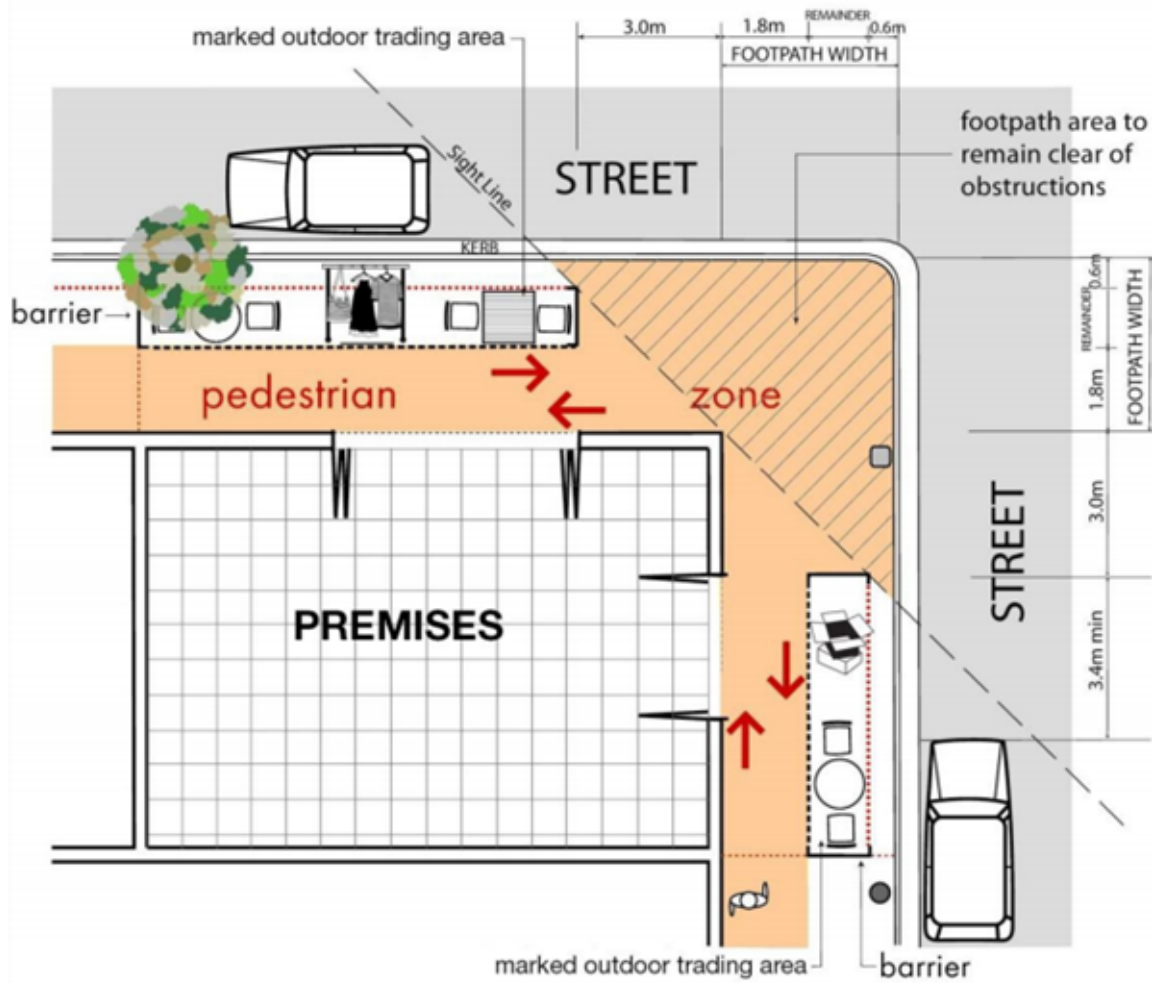 REMAINDER
marked outdoor trading area
3.0m
1.8m
0.6m
FOOTPATH WIDTH
footpath area to
remain clear of
obstructions
Sight Line
STREET
KERB
barrier
0.6m
REMAINDER
1.8m
FOOTPATH WIDTH
pedestrian zone
3.0m
STREET
PREMISES
3.4m min
marked outdoor trading area
barrier